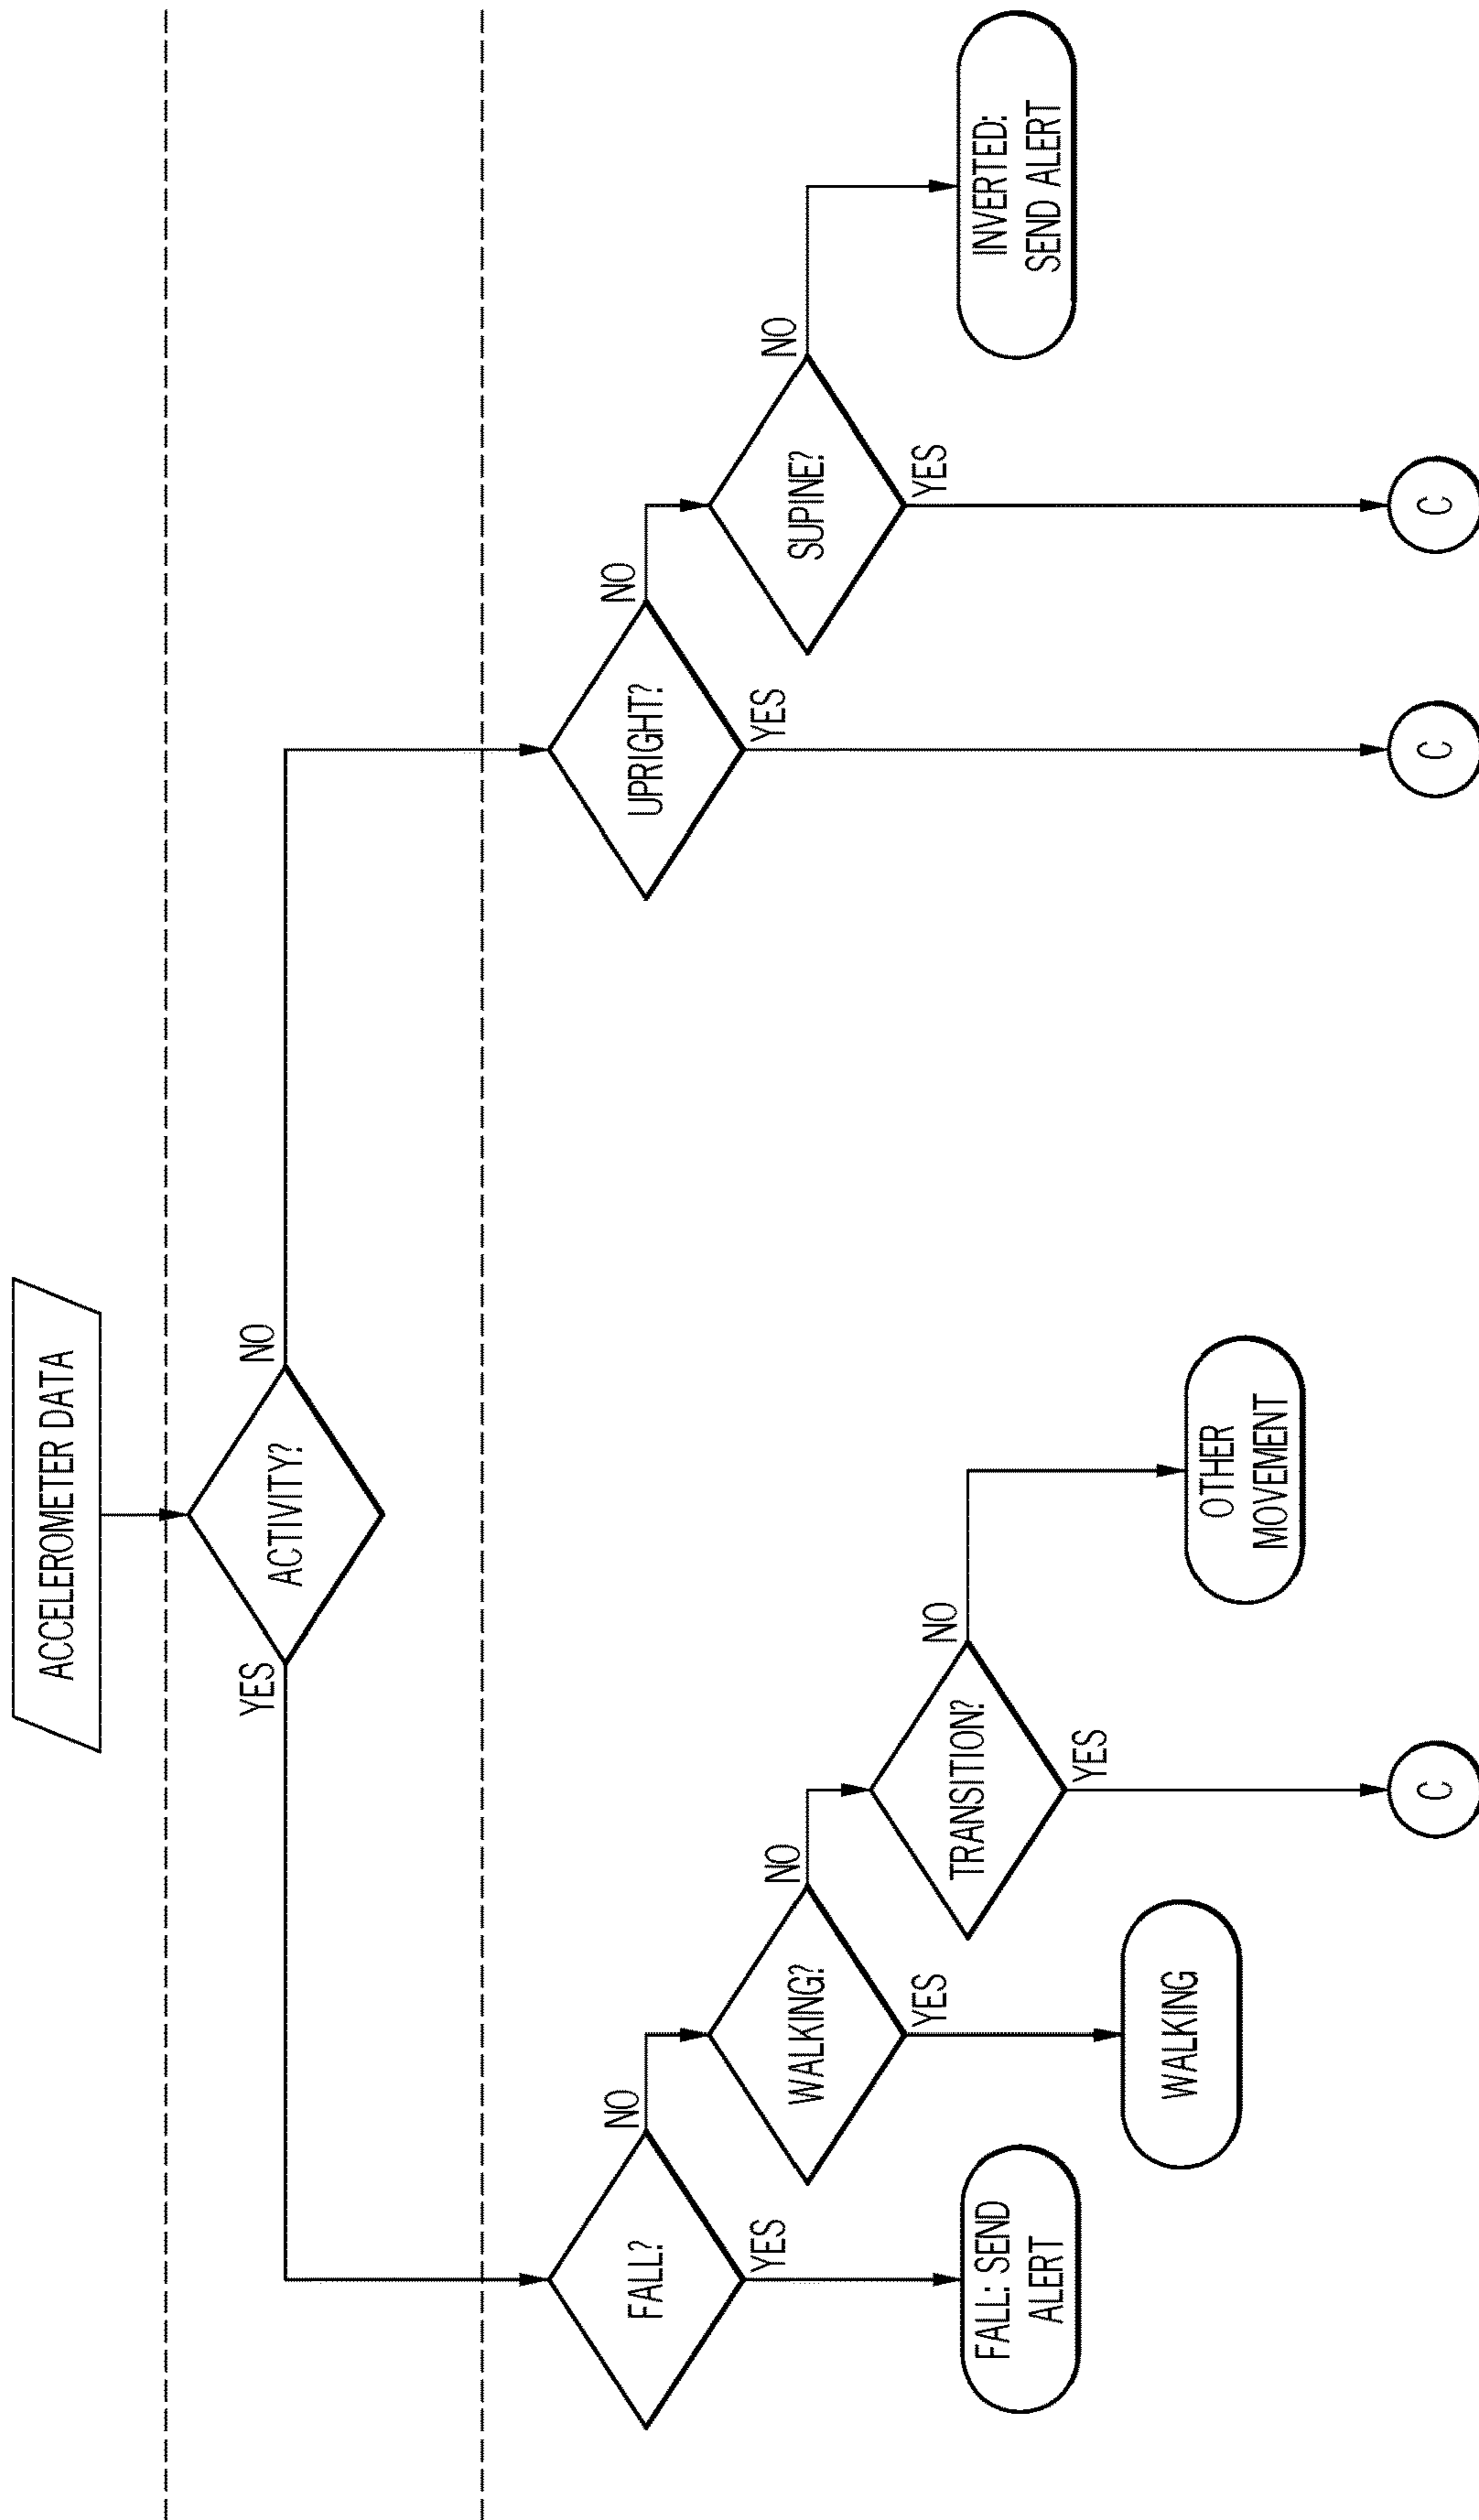 ACCELEROMETER DATA
YES
ACTIVITY?
NO
FALL?
NO
YES
UPRIGHT?
NO
YES
WALKING?
NO
YES
SUPINE?
NO
YES
FALL: SEND
ALERT
TRANSITION?
NO
YES
INVERTED:
SEND ALERT
WALKING
OTHER
MOVEMENT
C
C
C